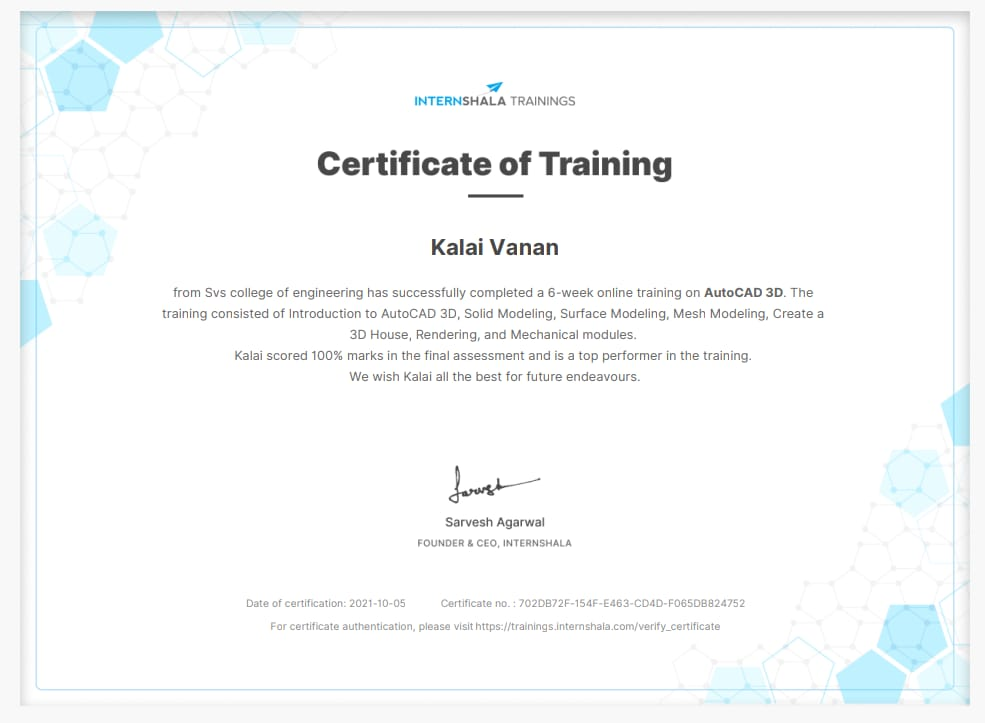 INTERNSHALA TRAININGS
Certificate of Training
Kalai Vanan
from Svs college of engineering has successfully completed a 6-week online training on AutoCAD 3D. The
training consisted of Introduction to AutoCAD 3D, Solid Modeling, Surface Modeling, Mesh Modeling, Create a
3D House, Rendering, and Mechanical modules.
Kalai scored 100% marks in the final assessment and is a top performer in the training.
We wish Kalai all the best for future endeavours.
Sarvesh
Sarvesh Agarwal
FOUNDER & CEO, INTERNSHALA
Date of certification: 2021-10-05 Certificate no. : 702DB72F-154F-E463-CD4D-F065DB824752
For certificate authentication, please visit https://trainings.internshala.com/verify_certificate